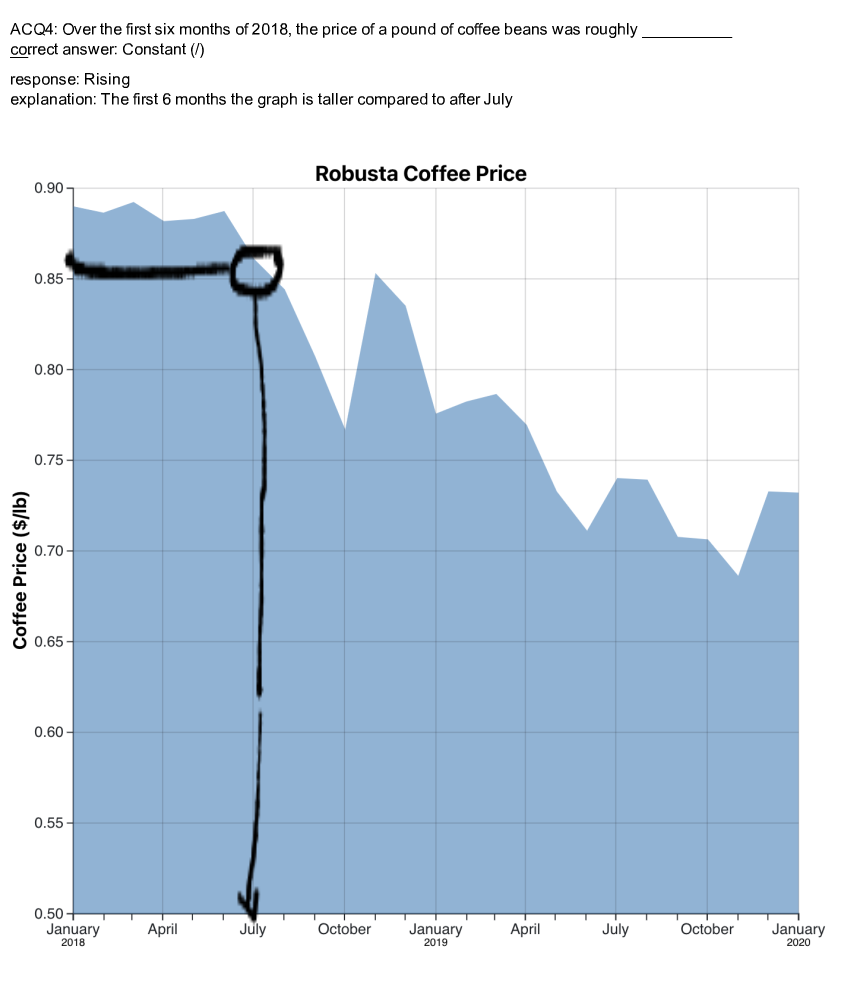 ACQ4: Over the first six months of 2018, the price of a pound of coffee beans was roughly ___________
correct answer: Constant (/)
response: Rising
explanation: The first 6 months the graph is taller compared to after July
Robusta Coffee Price
Coffee Price ($/lb)
0.90
0.85
0.80
0.75
0.70
0.65
0.60
0.55
0.50
January April July October January April July October January
2018 2019 2020